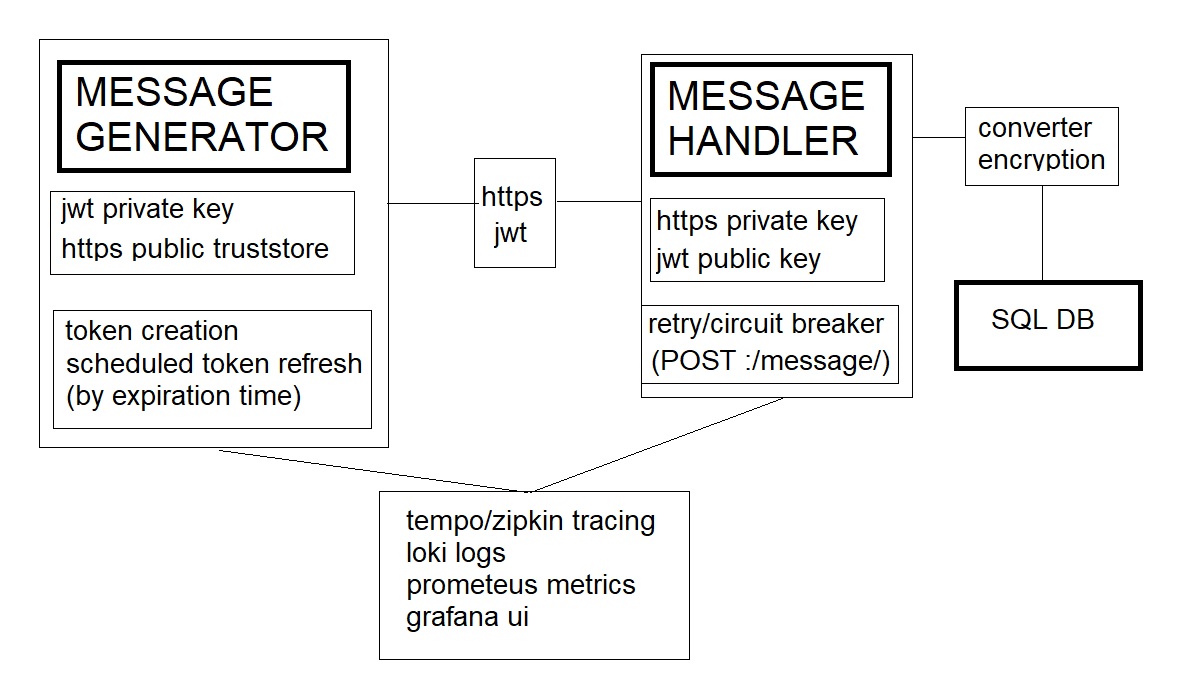 MESSAGE
GENERATOR
jwt private key
https public truststore
token creation
scheduled token refresh
(by expiration time)
https
jwt
MESSAGE
HANDLER
https private key
jwt public key
retry/circuit breaker
(POST :/message/)
converter
encryption
SQL DB
tempo/zipkin tracing
loki logs
prometeus metrics
grafana ui